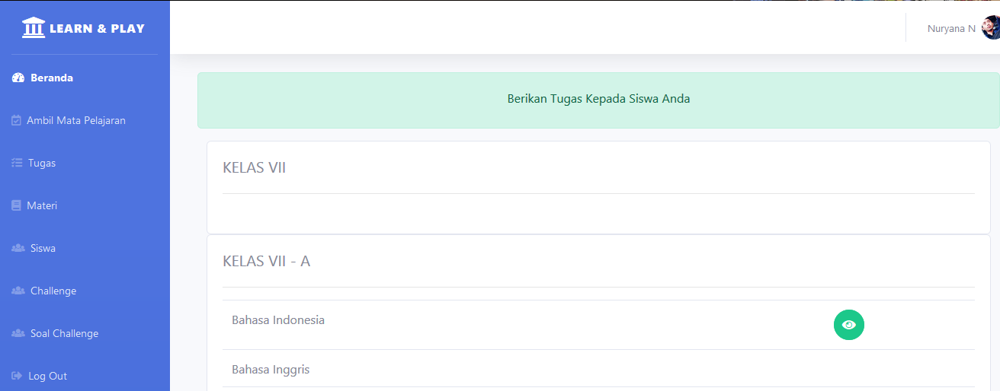 LEARN & PLAY
Nuryana N
Beranda
Ambil Mata Pelajaran
Tugas
Materi
Siswa
Challenge
Soal Challenge
Log Out
Berikan Tugas Kepada Siswa Anda
KELAS VII
KELAS VII - A
Bahasa Indonesia
Bahasa Inggris